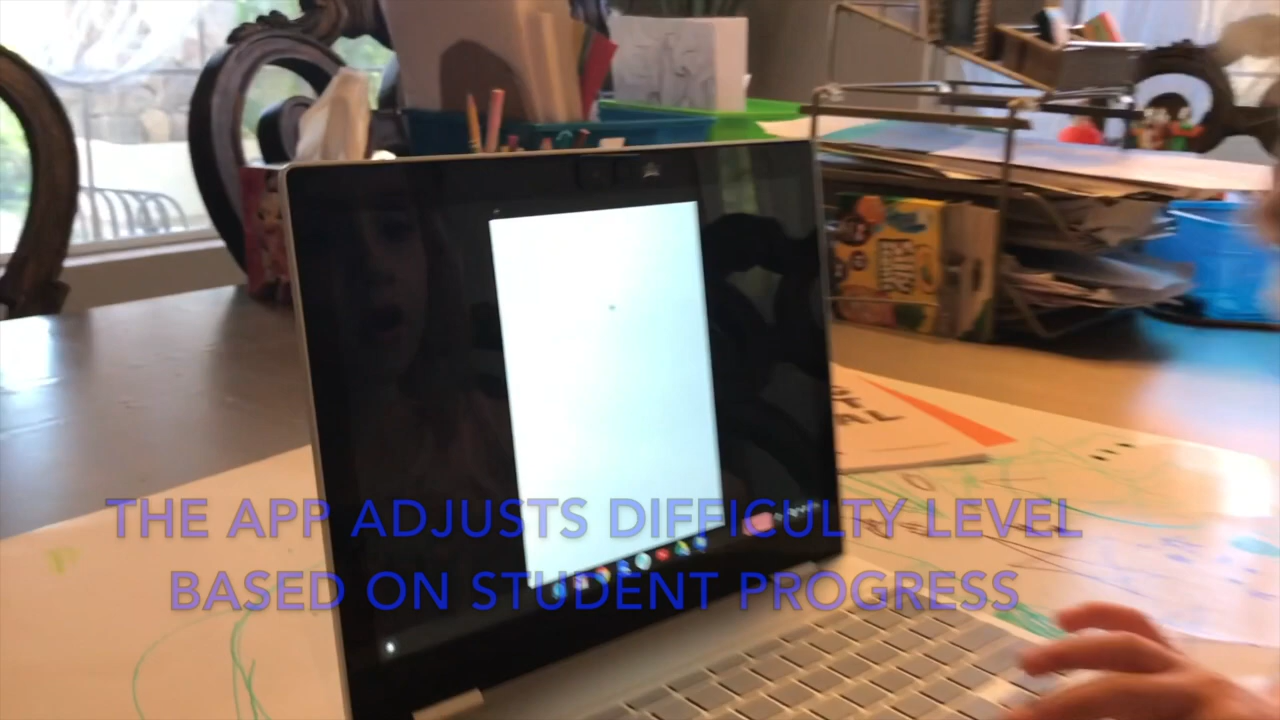 THE APP ADJUSTS DIFFICULTY LEVEL
BASED ON STUDENT PROGRESS